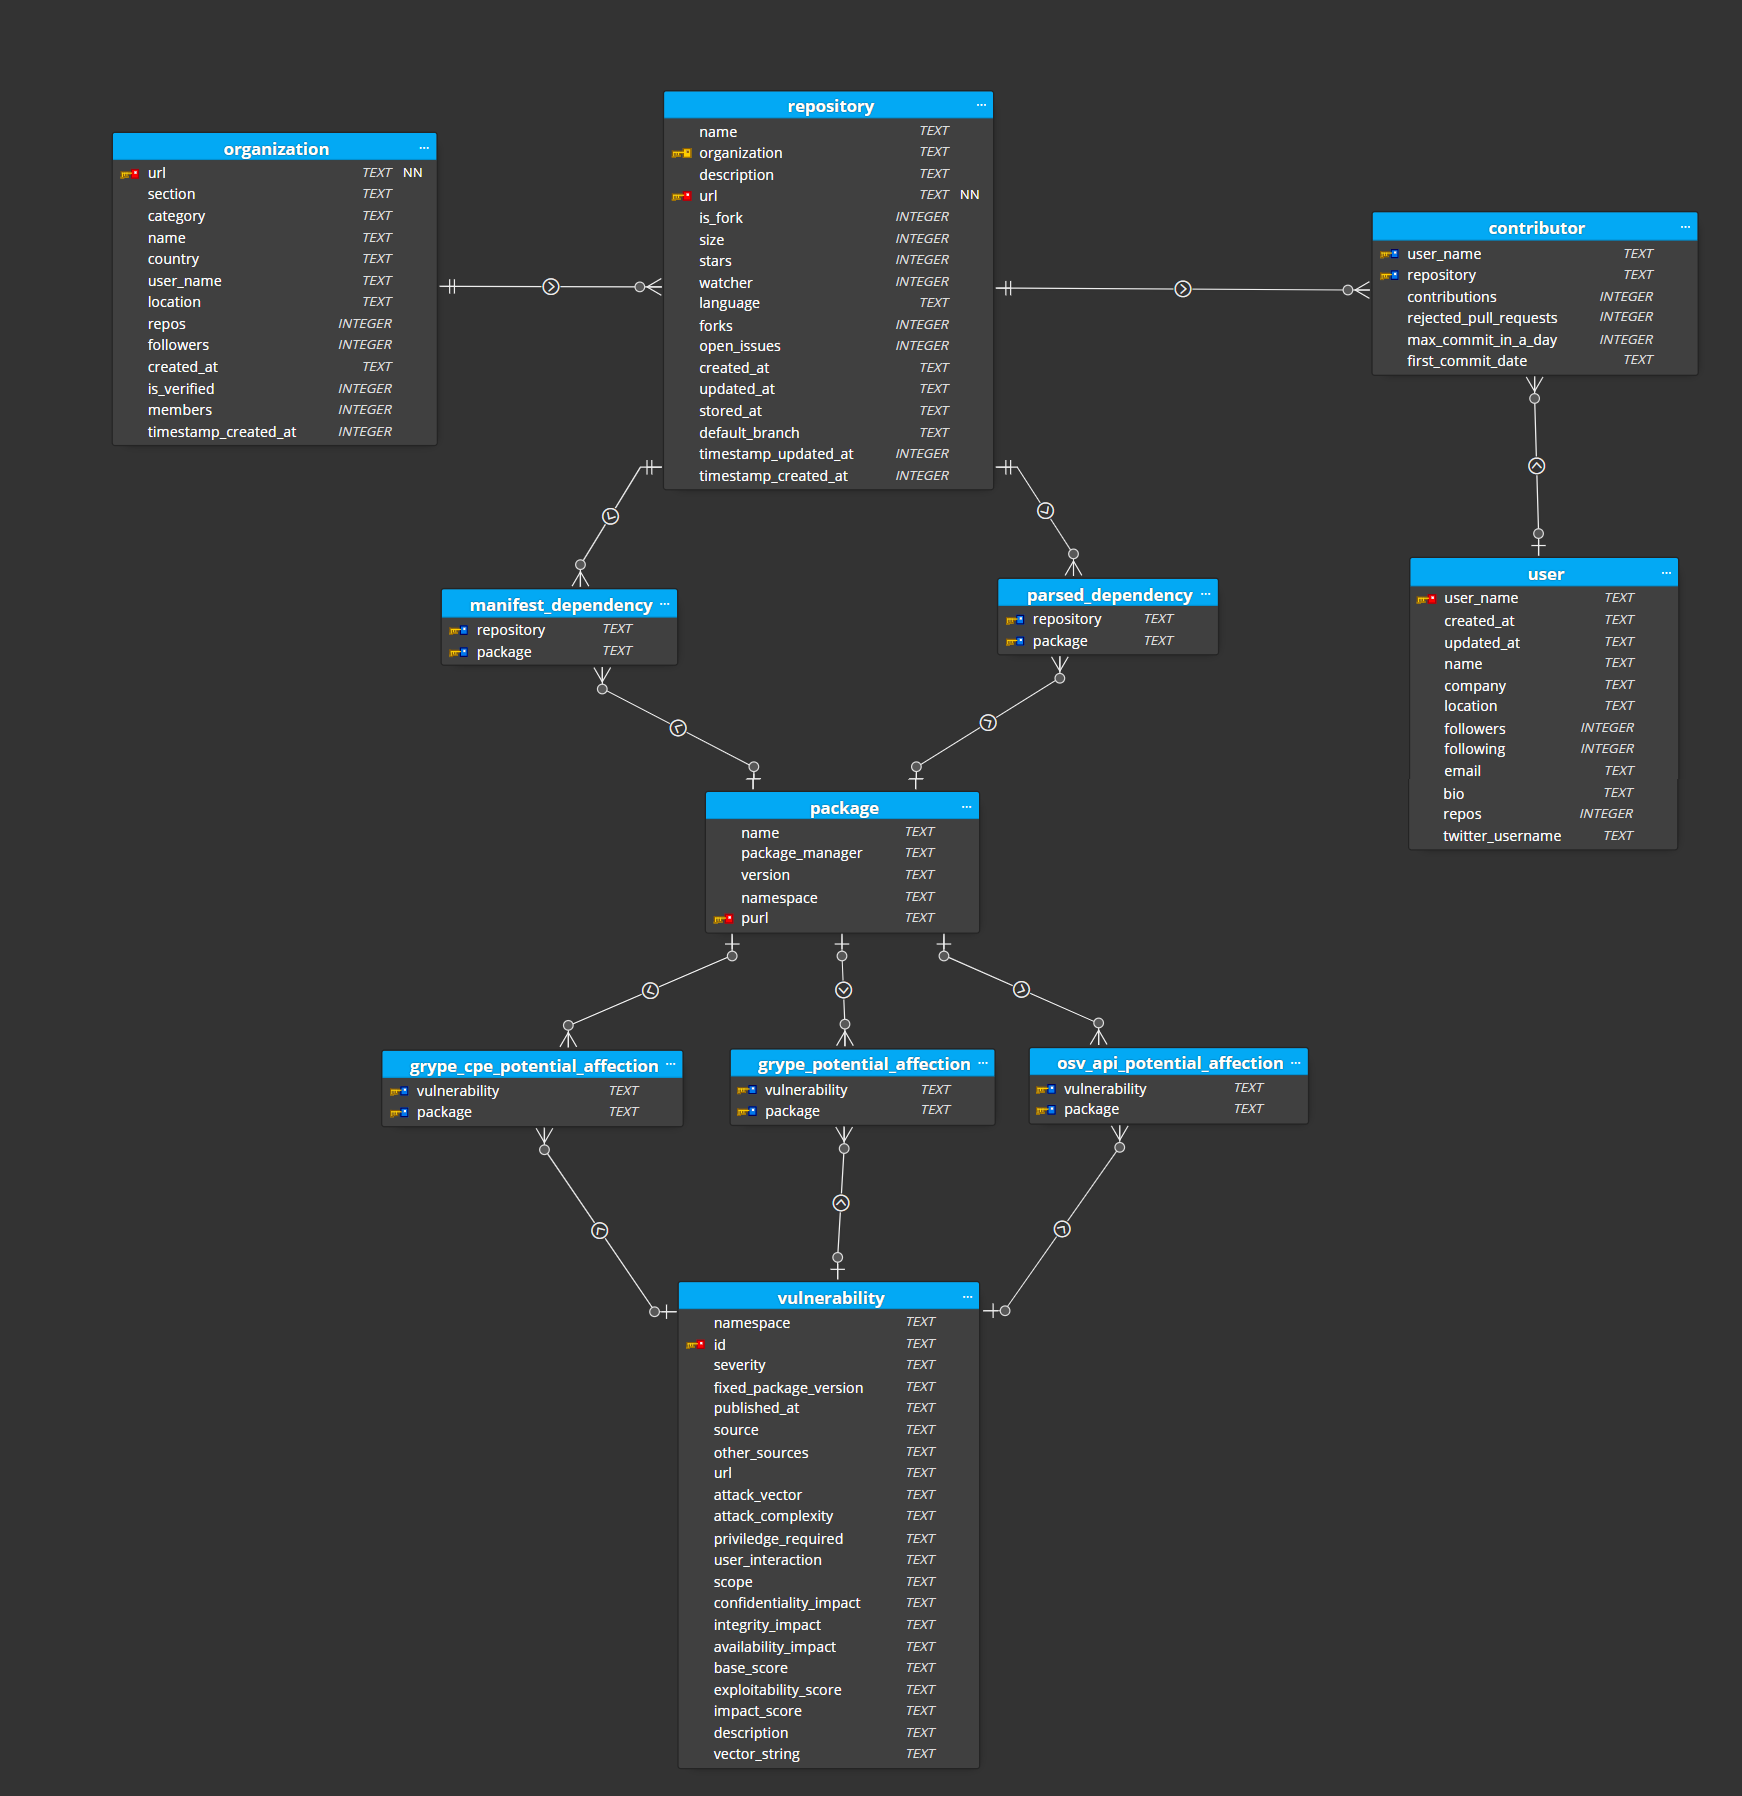 repository ...
name TEXT
organization TEXT
description TEXT
url TEXT NN
is_fork INTEGER
size INTEGER
stars INTEGER
watcher INTEGER
language TEXT
forks INTEGER
open_issues INTEGER
created_at TEXT
updated_at TEXT
stored_at TEXT
default_branch TEXT
timestamp_updated_at INTEGER
timestamp_created_at INTEGER
organization ...
url TEXT NN
section TEXT
category TEXT
name TEXT
country TEXT
user_name TEXT
location TEXT
repos INTEGER
followers INTEGER
created_at TEXT
is_verified INTEGER
members INTEGER
timestamp_created_at INTEGER
contributor ...
user_name TEXT
repository TEXT
contributions INTEGER
rejected_pull_requests INTEGER
max_commit_in_a_day INTEGER
first_commit_date TEXT
user ...
user_name TEXT
created_at TEXT
updated_at TEXT
name TEXT
company TEXT
location TEXT
followers INTEGER
following INTEGER
email TEXT
bio TEXT
repos INTEGER
twitter_username TEXT
manifest_dependency ...
repository TEXT
package TEXT
parsed_dependency ...
repository TEXT
package TEXT
package ...
name TEXT
package_manager TEXT
version TEXT
namespace TEXT
purl TEXT
grype_cpe_potential_affection ...
vulnerability TEXT
package TEXT
grype_potential_affection ...
vulnerability TEXT
package TEXT
osv_api_potential_affection ...
vulnerability TEXT
package TEXT
vulnerability ...
namespace TEXT
id TEXT
severity TEXT
fixed_package_version TEXT
published_at TEXT
source TEXT
other_sources TEXT
url TEXT
attack_vector TEXT
attack_complexity TEXT
priviledge_required TEXT
user_interaction TEXT
scope TEXT
confidentiality_impact TEXT
integrity_impact TEXT
availability_impact TEXT
base_score TEXT
exploitability_score TEXT
impact_score TEXT
description TEXT
vector_string TEXT